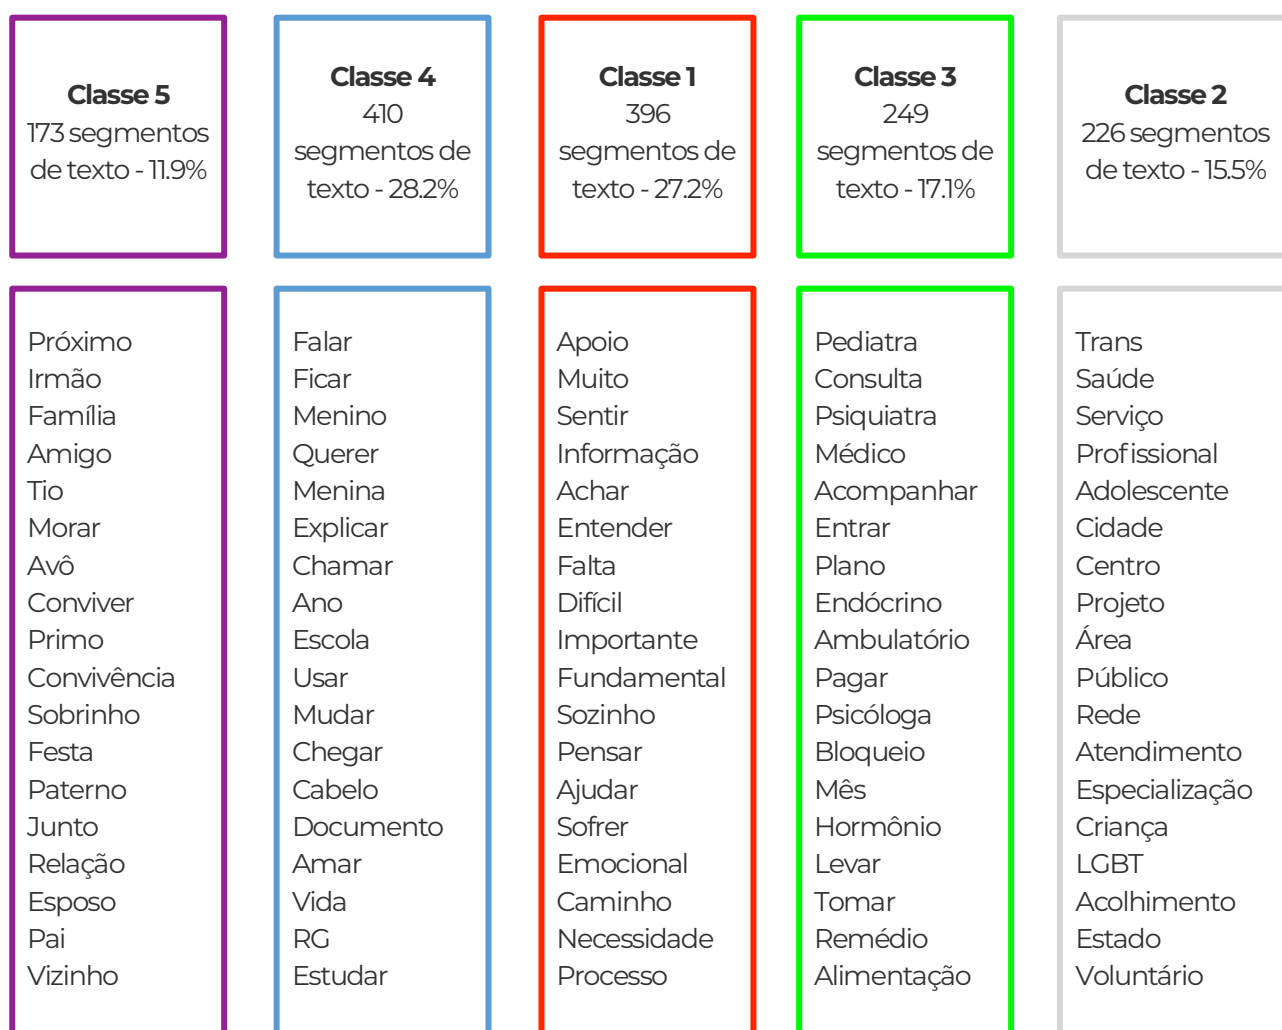 Classe 5
173 segmentos
de texto - 11.9%
Classe 4
410
segmentos de
texto - 28.2%
Classe 1
396
segmentos de
texto - 27.2%
Classe 3
249
segmentos de
texto - 17.1%
Classe 2
226 segmentos
de texto - 15.5%
Próximo
Irmão
Família
Amigo
Tio
Morar
Avô
Conviver
Primo
Convivência
Sobrinho
Festa
Paterno
Junto
Relação
Esposo
Pai
Vizinho
Falar
Ficar
Menino
Querer
Menina
Explicar
Chamar
Ano
Escola
Usar
Mudar
Chegar
Cabelo
Documento
Amar
Vida
RG
Estudar
Apoio
Muito
Sentir
Informação
Achar
Entender
Falta
Difícil
Importante
Fundamental
Sozinho
Pensar
Ajudar
Sofrer
Emocional
Caminho
Necessidade
Processo
Pediatra
Consulta
Psiquiatra
Médico
Acompanhar
Entrar
Plano
Endócrino
Ambulatório
Pagar
Psicóloga
Bloqueio
Mês
Hormônio
Levar
Tomar
Remédio
Alimentação
Trans
Saúde
Serviço
Profissional
Adolescente
Cidade
Centro
Projeto
Área
Público
Rede
Atendimento
Especialização
Criança
LGBT
Acolhimento
Estado
Voluntário